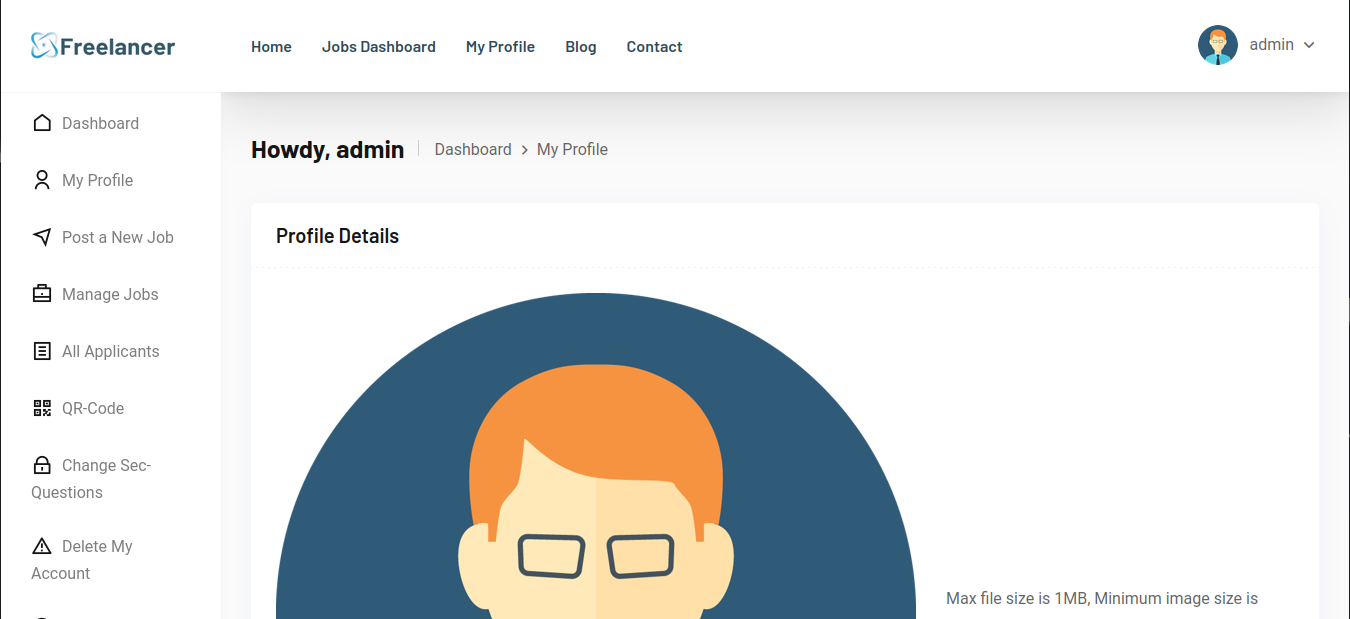 Freelancer
Home Jobs Dashboard My Profile Blog Contact
admin
Dashboard
My Profile
Post a New Job
Manage Jobs
All Applicants
QR-Code
Change Sec-
Questions
Delete My
Account
Howdy, admin
Dashboard > My Profile
Profile Details
Max file size is 1MB, Minimum image size is